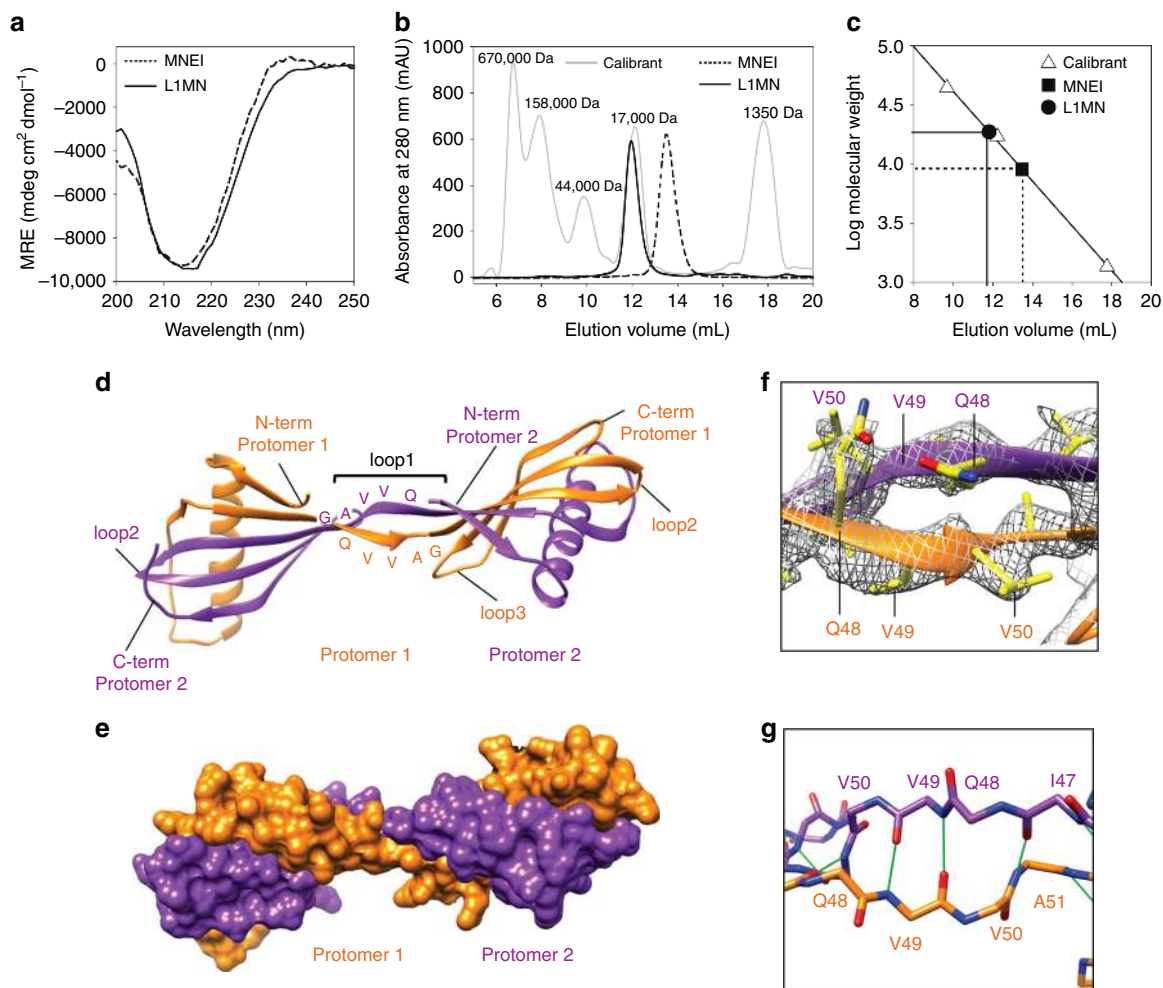 a
MNEI
L1MN
0
−2000
−4000
−6000
−8000
−10,000
MRE (mdeg cm² dmol⁻¹)
200 210 220 230 240 250
Wavelength (nm)
b
1000
800
600
400
200
0
Absorbance at 280 nm (mAU)
670,000 Da
158,000 Da
44,000 Da
17,000 Da
1350 Da
Calibrant
MNEI
L1MN
6 8 10 12 14 16 18 20
Elution volume (mL)
c
5.0
4.5
4.0
3.5
3.0
Log molecular weight
Calibrant
MNEI
L1MN
8 10 12 14 16 18 20
Elution volume (mL)
d
N-term
Protomer 1
loop1
N-term
Protomer 2
C-term
Protomer 1
loop2
G A V V Q
Q V V A G
loop2
loop3
C-term
Protomer 2
Protomer 1
Protomer 2
e
Protomer 1
Protomer 2
f
V50
V49
Q48
Q48
V49
V50
g
V50
V49
Q48
I47
Q48
V49
V50
A51